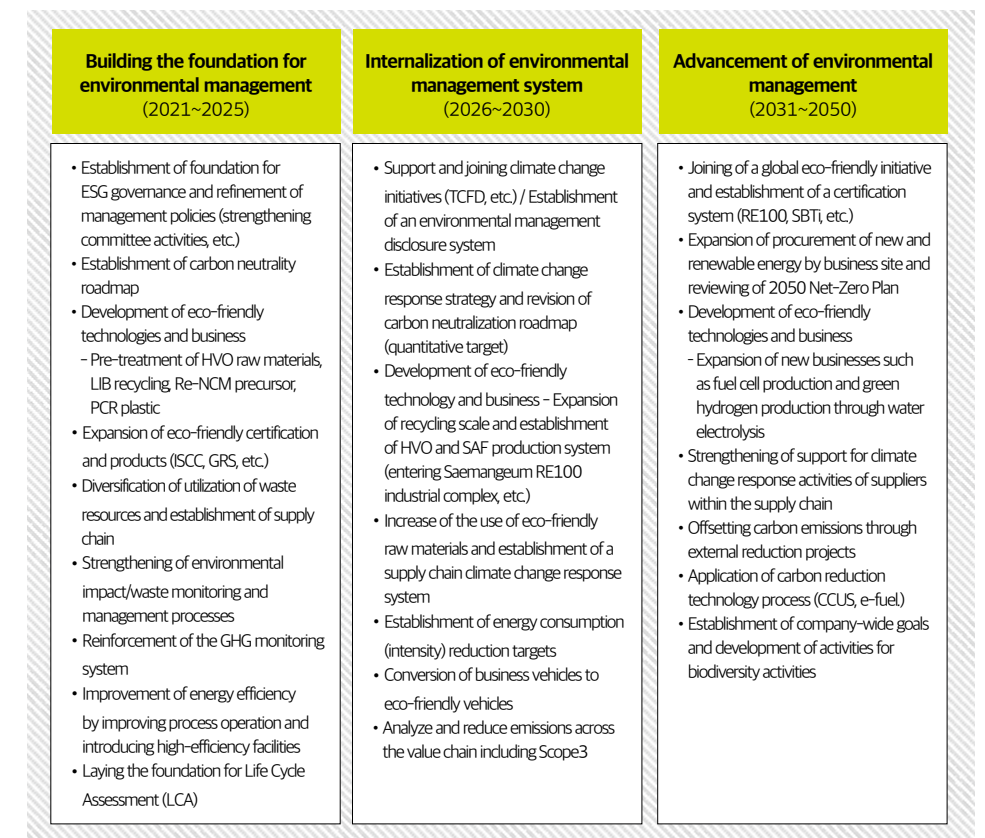 Building the foundation for
environmental management
(2021~2025)
• Establishment of foundation for
ESG governance and refinement of
management policies (strengthening
committee activities, etc.)
• Establishment of carbon neutrality
roadmap
• Development of eco-friendly
technologies and business
- Pre-treatment of HVO raw materials,
LIB recycling, Re-NCM precursor,
PCR plastic
• Expansion of eco-friendly certification
and products (ISCC, GRS, etc.)
• Diversification of utilization of waste
resources and establishment of supply
chain
• Strengthening of environmental
impact/waste monitoring and
management processes
• Reinforcement of the GHG monitoring
system
• Improvement of energy efficiency
by improving process operation and
introducing high-efficiency facilities
• Laying the foundation for Life Cycle
Assessment (LCA)
Internalization of environmental
management system
(2026~2030)
• Support and joining climate change
initiatives (TCFD, etc.) / Establishment
of an environmental management
disclosure system
• Establishment of climate change
response strategy and revision of
carbon neutralization roadmap
(quantitative target)
• Development of eco-friendly
technology and business - Expansion
of recycling scale and establishment
of HVO and SAF production system
(entering Saemangeum RE100
industrial complex, etc.)
• Increase of the use of eco-friendly
raw materials and establishment of a
supply chain climate change response
system
• Establishment of energy consumption
(intensity) reduction targets
• Conversion of business vehicles to
eco-friendly vehicles
• Analyze and reduce emissions across
the value chain including Scope3
Advancement of environmental
management
(2031~2050)
• Joining of a global eco-friendly initiative
and establishment of a certification
system (RE100, SBTi, etc.)
• Expansion of procurement of new and
renewable energy by business site and
reviewing of 2050 Net-Zero Plan
• Development of eco-friendly
technologies and business
- Expansion of new businesses such
as fuel cell production and green
hydrogen production through water
electrolysis
• Strengthening of support for climate
change response activities of suppliers
within the supply chain
• Offsetting carbon emissions through
external reduction projects
• Application of carbon reduction
technology process (CCUS, e-fuel.)
• Establishment of company-wide goals
and development of activities for
biodiversity activities